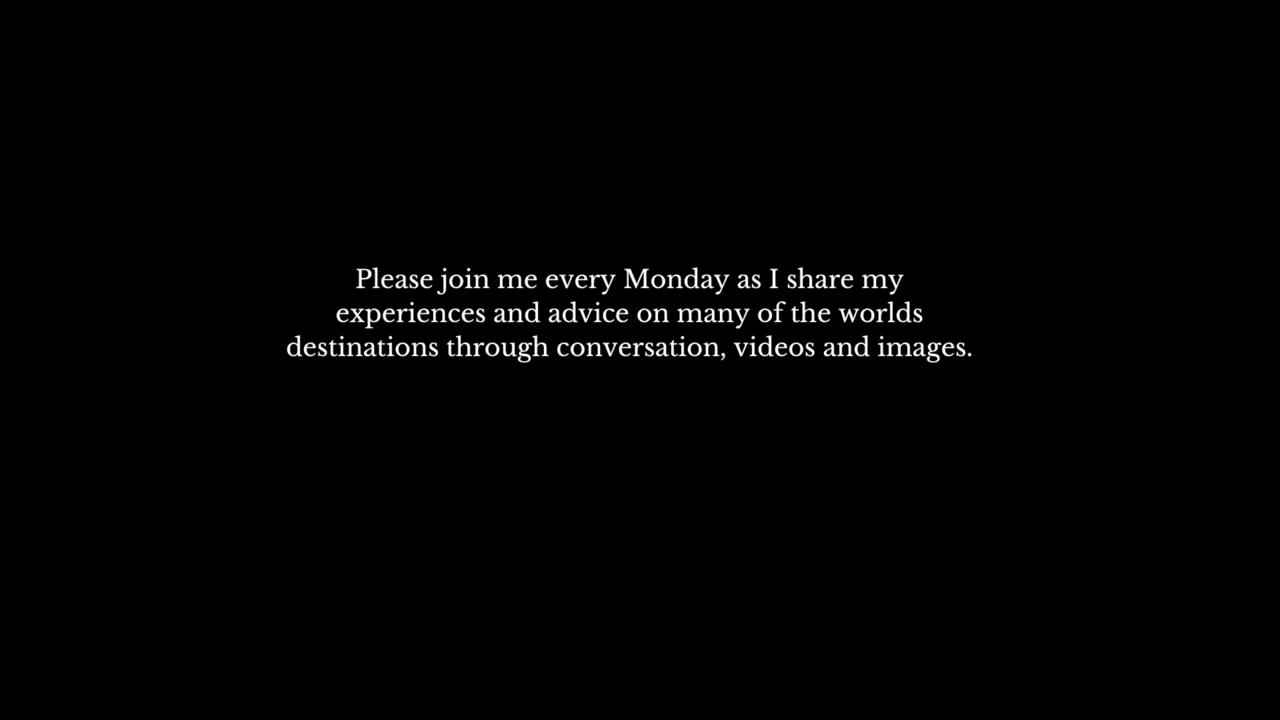 Please join me every Monday as I share my
experiences and advice on many of the worlds
destinations through conversation, videos and images.